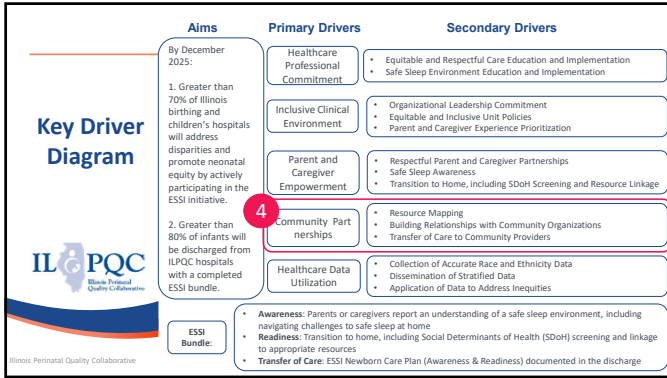 Aims
Primary Drivers
Secondary Drivers
Key Driver
Diagram
By December
2025:
1. Greater than
70% of Illinois
birthing and
children's hospitals
will address
disparities and
promote neonatal
equity by actively
participating in the
ESSI initiative.
2. Greater than
80% of infants will
be discharged from
ILPQC hospitals
with a completed
ESSI bundle.
Healthcare
Professional
Commitment
• Equitable and Respectful Care Education and Implementation
• Safe Sleep Environment Education and Implementation
Inclusive Clinical
Environment
• Organizational Leadership Commitment
• Equitable and Inclusive Unit Policies
• Parent and Caregiver Experience Prioritization
Parent and
Caregiver
Empowerment
• Respectful Parent and Caregiver Partnerships
• Safe Sleep Awareness
• Transition to Home, including SDoH Screening and Resource Linkage
4
Community Part
nerships
• Resource Mapping
• Building Relationships with Community Organizations
• Transfer of Care to Community Providers
Healthcare Data
Utilization
• Collection of Accurate Race and Ethnicity Data
• Dissemination of Stratified Data
• Application of Data to Address Inequities
ESSI
Bundle:
• Awareness: Parents or caregivers report an understanding of a safe sleep environment, including
navigating challenges to safe sleep at home
• Readiness: Transition to home, including Social Determinants of Health (SDoH) screening and linkage
to appropriate resources
• Transfer of Care: ESSI Newborn Care Plan (Awareness & Readiness) documented in the discharge
IL PQC
Illinois Perinatal
Quality Collaborative
Illinois Perinatal Quality Collaborative